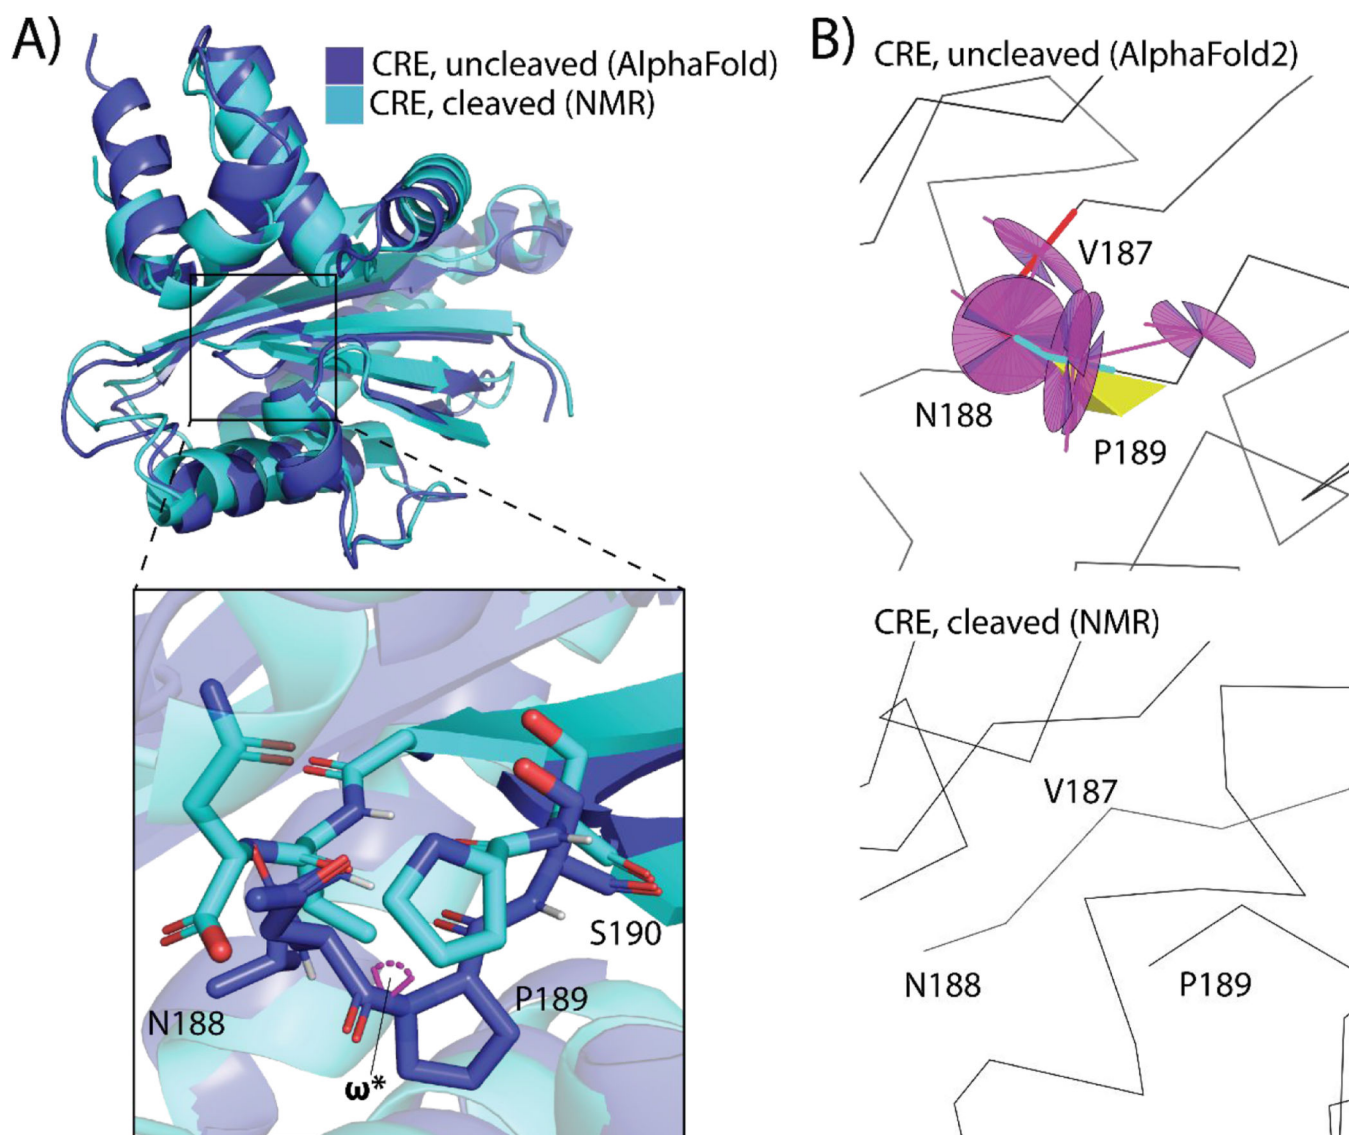 A)
CRE, uncleaved (AlphaFold)
CRE, cleaved (NMR)
S190
P189
N188
ω*
B)
CRE, uncleaved (AlphaFold2)
V187
N188
P189
CRE, cleaved (NMR)
V187
N188
P189